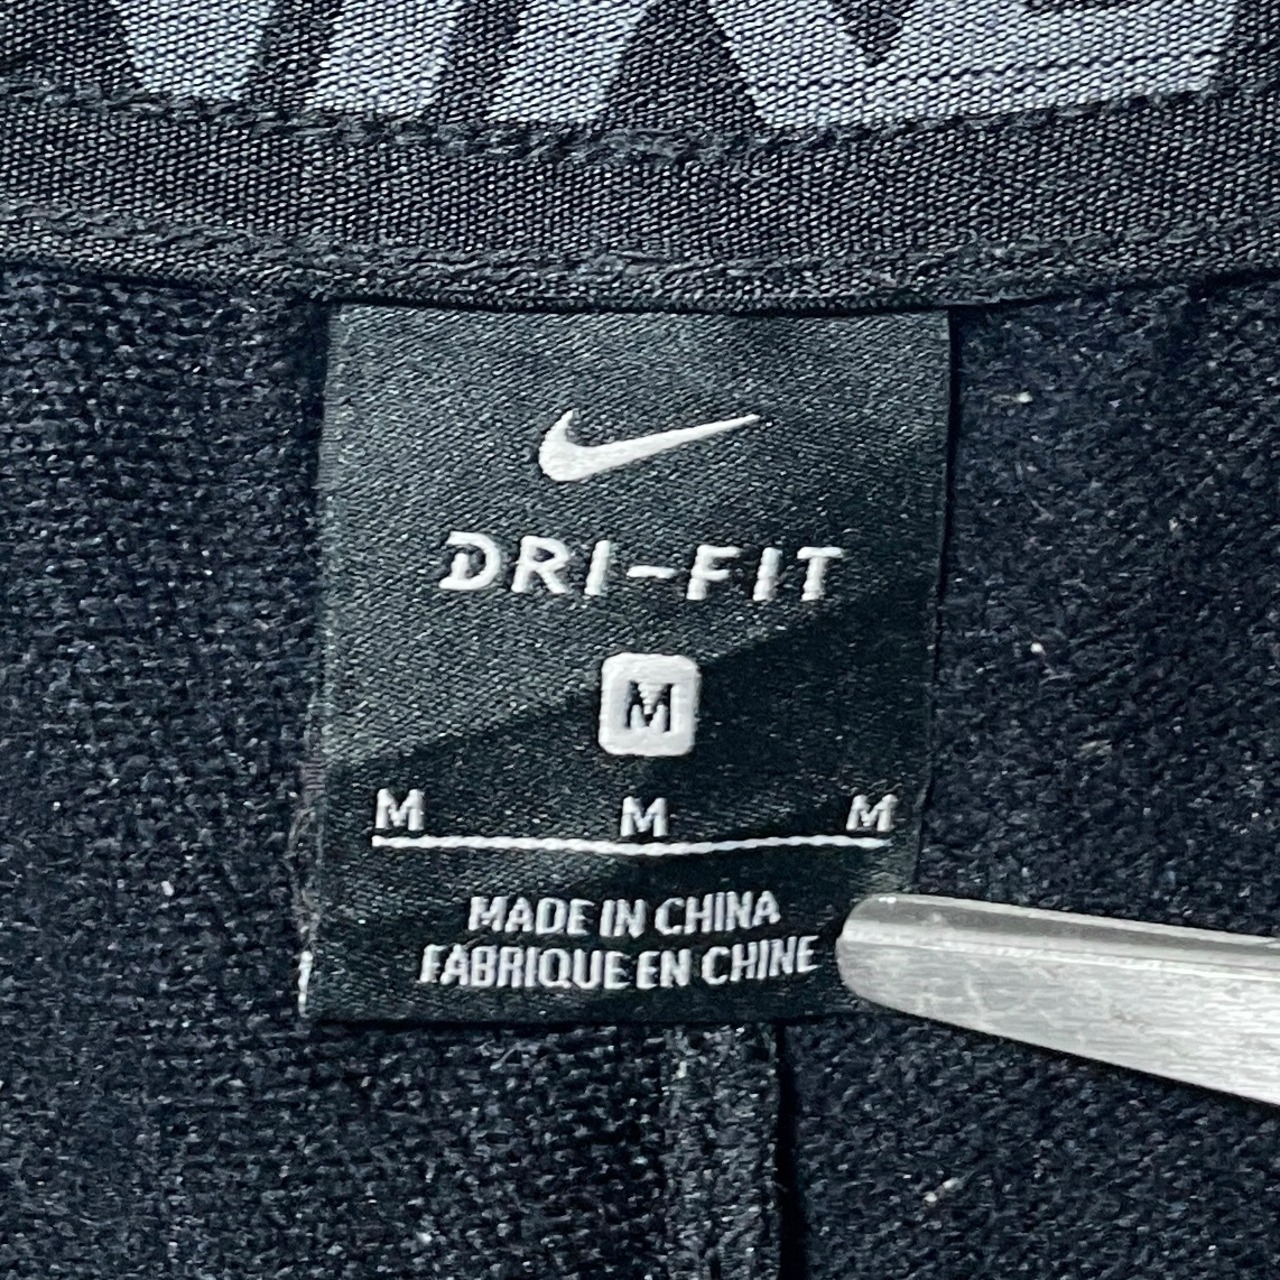 DRI-FIT
M
M M M
MADE IN CHINA
FABRIQUE EN CHINE